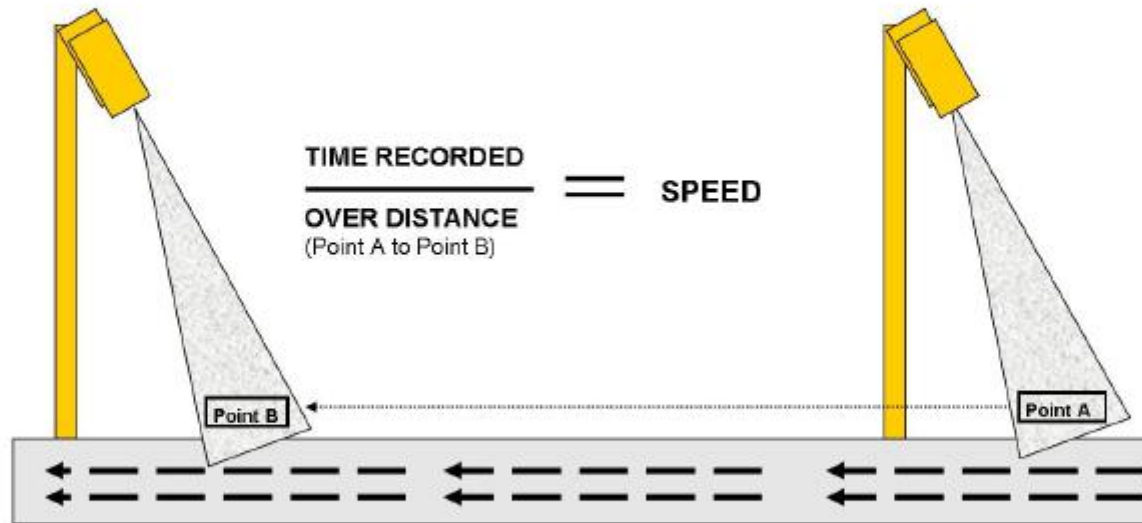 TIME RECORDED
OVER DISTANCE
(Point A to Point B)
= SPEED
Point B
Point A